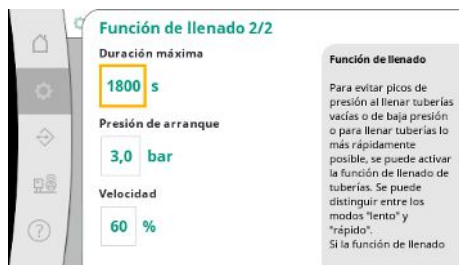 Función de llenado 2/2
Duración máxima
1800 s
Presión de arranque
3,0 bar
Velocidad
60 %
Función de llenado
Para evitar picos de
presión al llenar tuberías
vacías o de baja presión
o para llenar tuberías lo
más rápidamente
posible, se puede activar
la función de llenado de
tuberías. Se puede
distinguir entre los
modos "lento" y
"rápido".
Si la función de llenado
?